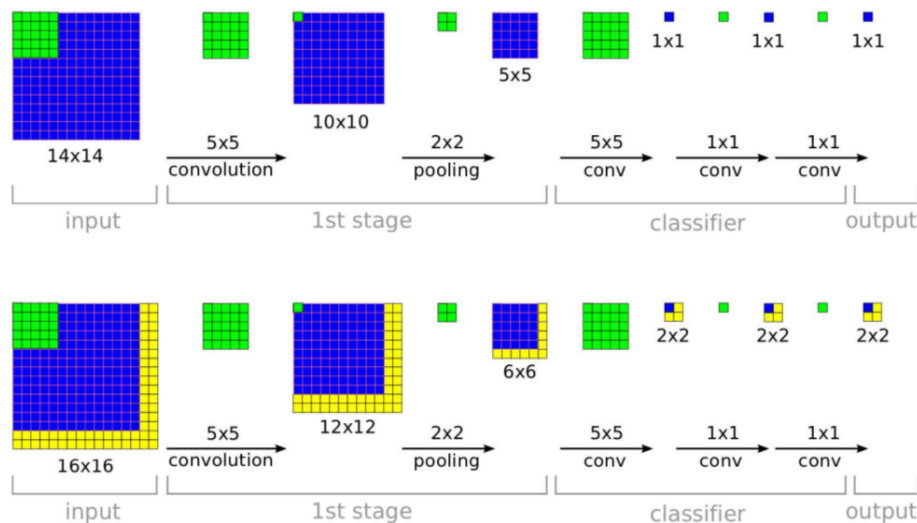 14x14
5x5
convolution
10x10
2x2
pooling
5x5
5x5
conv
1x1
1x1
conv
1x1
1x1
conv
1x1
input
1st stage
classifier
output
16x16
5x5
convolution
12x12
2x2
pooling
6x6
5x5
conv
2x2
1x1
conv
2x2
1x1
conv
2x2
input
1st stage
classifier
output